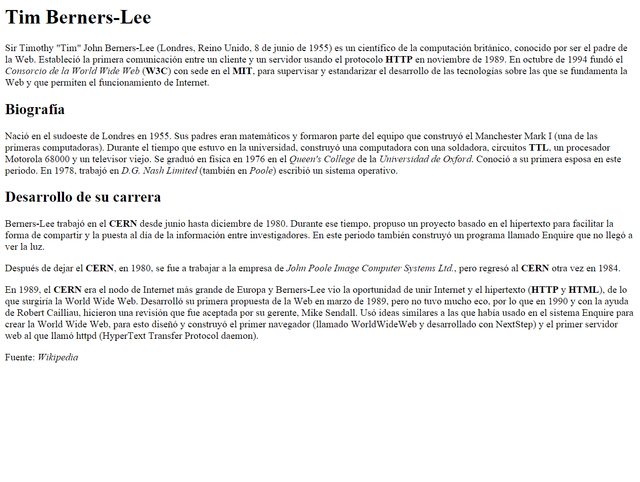 Tim Berners-Lee
Sir Timothy "Tim" John Berners-Lee (Londres, Reino Unido, 8 de junio de 1955) es un científico de la computación británico, conocido por ser el padre de
la Web. Estableció la primera comunicación entre un cliente y un servidor usando el protocolo HTTP en noviembre de 1989. En octubre de 1994 fundó el
Consorcio de la World Wide Web (W3C) con sede en el MIT, para supervisar y estandarizar el desarrollo de las tecnologías sobre las que se fundamenta la
Web y que permiten el funcionamiento de Internet.
Biografía
Nació en el sudoeste de Londres en 1955. Sus padres eran matemáticos y formaron parte del equipo que construyó el Manchester Mark I (una de las
primeras computadoras). Durante el tiempo que estuvo en la universidad, construyó una computadora con una soldadora, circuitos TTL, un procesador
Motorola 68000 y un televisor viejo. Se graduó en física en 1976 en el Queen's College de la Universidad de Oxford. Conoció a su primera esposa en este
periodo. En 1978, trabajó en D.G. Nash Limited (también en Poole) escribió un sistema operativo.
Desarrollo de su carrera
Berners-Lee trabajó en el CERN desde junio hasta diciembre de 1980. Durante ese tiempo, propuso un proyecto basado en el hipertexto para facilitar la
forma de compartir y la puesta al día de la información entre investigadores. En este periodo también construyó un programa llamado Enquire que no llegó a
ver la luz.
Después de dejar el CERN, en 1980, se fue a trabajar a la empresa de John Poole Image Computer Systems Ltd., pero regresó al CERN otra vez en 1984.
En 1989, el CERN era el nodo de Internet más grande de Europa y Berners-Lee vio la oportunidad de unir Internet y el hipertexto (HTTP y HTML), de lo
que surgiría la World Wide Web. Desarrolló su primera propuesta de la Web en marzo de 1989, pero no tuvo mucho eco, por lo que en 1990 y con la ayuda
de Robert Cailliau, hicieron una revisión que fue aceptada por su gerente, Mike Sendall. Usó ideas similares a las que había usado en el sistema Enquire para
crear la World Wide Web, para esto diseñó y construyó el primer navegador (llamado WorldWideWeb y desarrollado con NextStep) y el primer servidor
web al que llamó httpd (HyperText Transfer Protocol daemon).
Fuente: Wikipedia